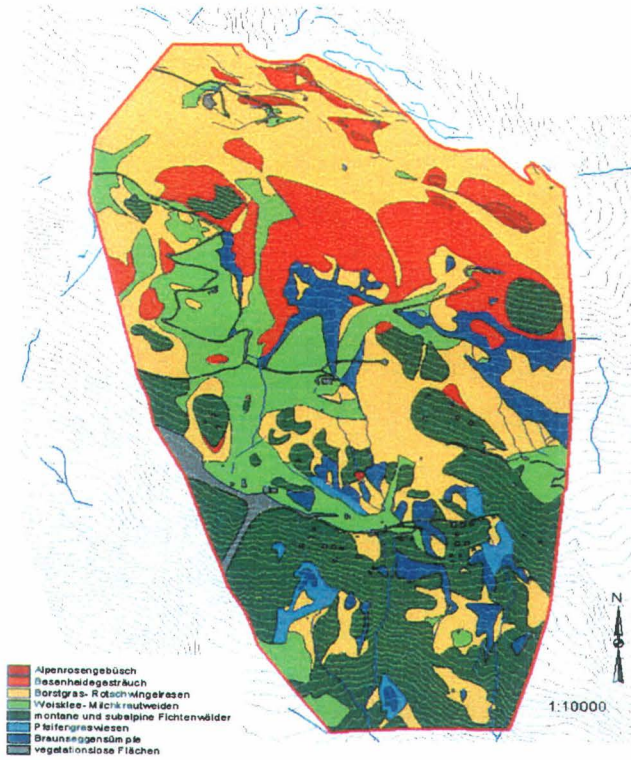 N
1:10000
Alpenrosengebüsch
Besenheidegesträuch
Borstgras- Rotschwingelrasen
Weisklee- Milchkrautweiden
montane und subalpine Fichtenwälder
Pfeifengraswiesen
Braunseggensümpfe
vegetationslose Flächen